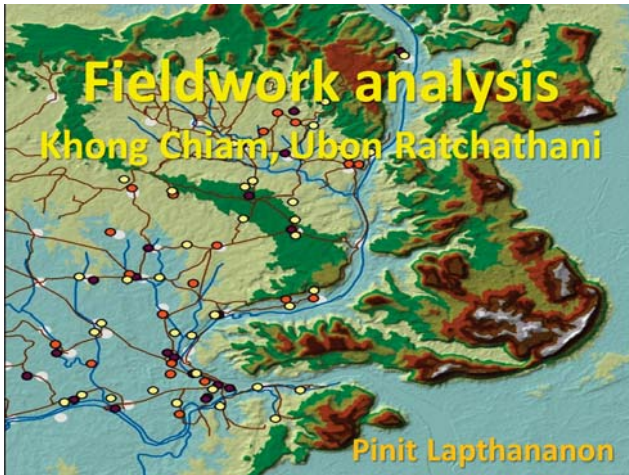 Fieldwork analysis
Khong Chiam, Ubon Ratchathani
Pinit Lapthananon